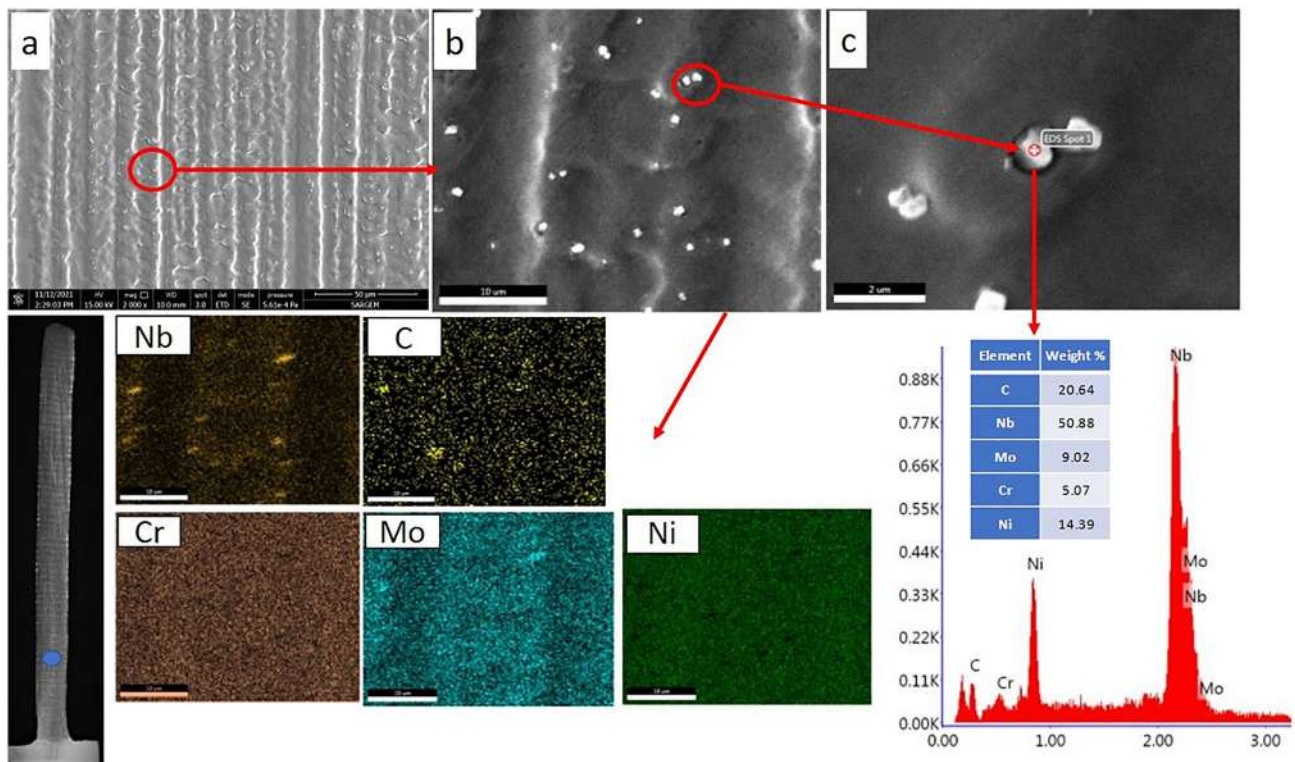 a
b
c
11/12/2021 HV mag WD spot det mode pressure 50 µm
2:29:03 PM 15.00 kV 2 000 x 10.0 mm 3.0 ETD SE 5.61e-4 Pa SARGEM
10 um
EDS Spot 1
2 um
Nb
C
Cr
Mo
Ni
Element Weight %
C 20.64
Nb 50.88
Mo 9.02
Cr 5.07
Ni 14.39
0.88K
0.77K
0.66K
0.55K
0.44K
0.33K
0.22K
0.11K
0.00K
Nb
Mo
Nb
Ni
C
Cr
Mo
0.00 1.00 2.00 3.00